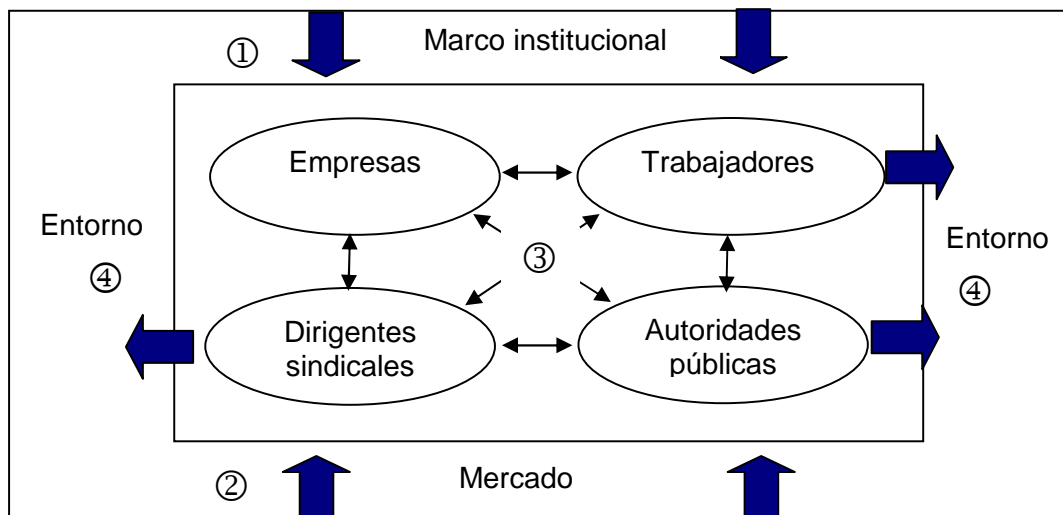 Marco institucional
①
Empresas
Trabajadores
Entorno
④
③
Entorno
④
Dirigentes
sindicales
Autoridades
públicas
②
Mercado